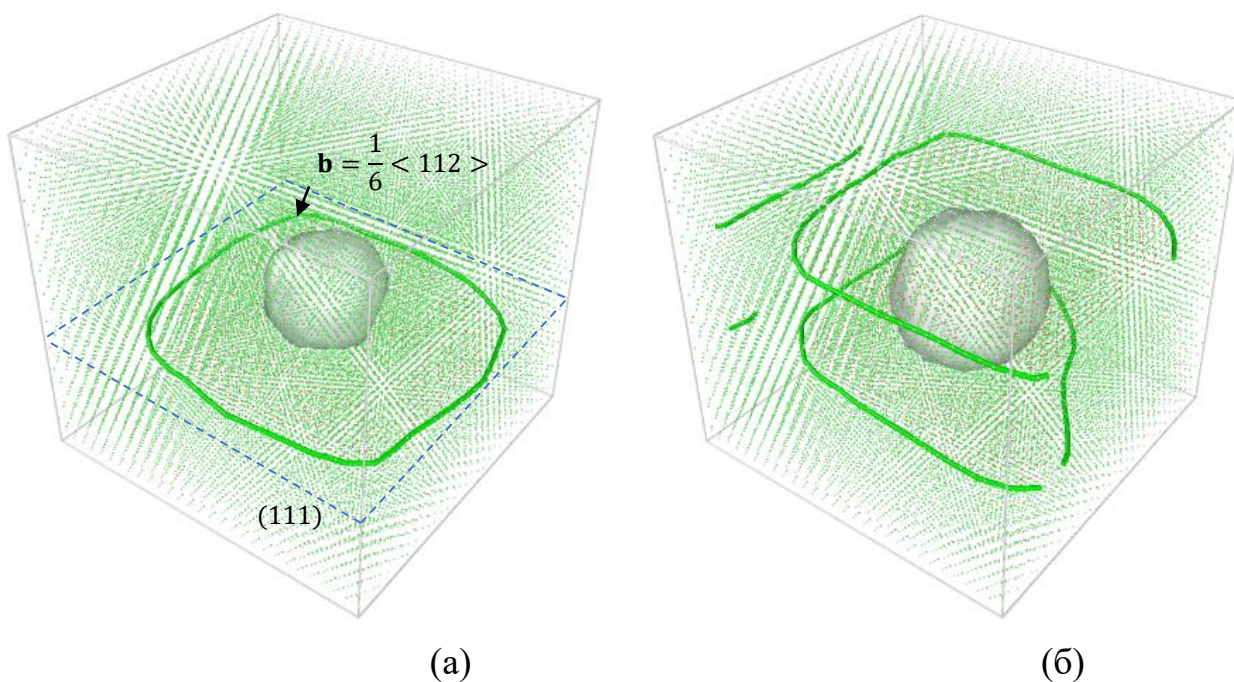 b = 1/6 < 112 >
(111)
(а) (б)